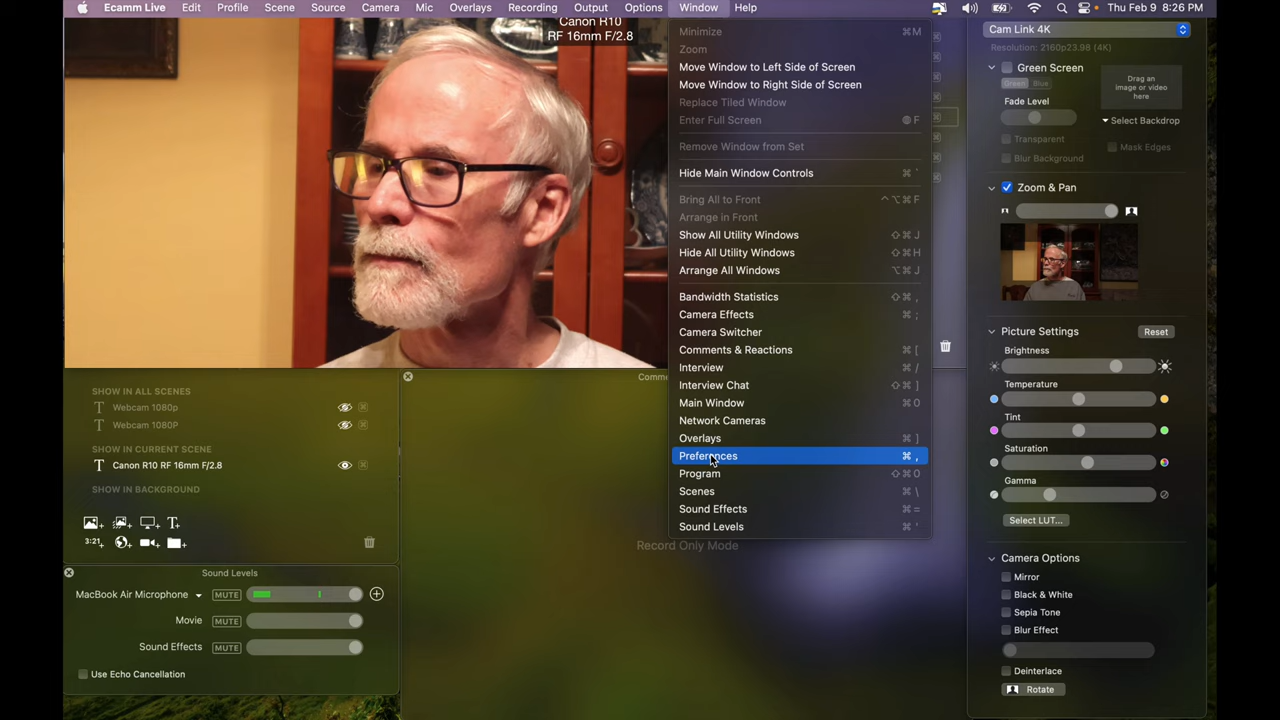 Ecamm Live Edit Profile Scene Source Camera Mic Overlays Recording Output Options Window Help Thu Feb 9 8:26 PM
Canon R10
RF 16mm F/2.8
Minimize ⌘M
Zoom
Move Window to Left Side of Screen
Move Window to Right Side of Screen
Replace Tiled Window
Enter Full Screen F
Remove Window from Set
Hide Main Window Controls ⌘`
Bring All to Front ^⌥⌘F
Arrange in Front
Show All Utility Windows ⇧⌘J
Hide All Utility Windows ⇧⌘H
Arrange All Windows ⌥⌘J
Bandwidth Statistics ⇧⌘,
Camera Effects ⌘;
Camera Switcher
Comments & Reactions ⌘[
Interview ⌘/
Interview Chat ⇧⌘]
Main Window ⌘0
Network Cameras
Overlays ⌘]
Preferences ⌘,
Program ⇧⌘0
Scenes ⌘\
Sound Effects ⌘=
Sound Levels ⌘'
Cam Link 4K
Resolution: 2160p23.98 (4K)
Green Screen
Green Blue
Drag an
image or video
here
Fade Level
Select Backdrop
Transparent
Mask Edges
Blur Background
Zoom & Pan
Picture Settings Reset
Brightness
Temperature
Tint
Saturation
Gamma
Select LUT...
Camera Options
Mirror
Black & White
Sepia Tone
Blur Effect
Deinterlace
Rotate
Comme
SHOW IN ALL SCENES
Webcam 1080p
Webcam 1080P
SHOW IN CURRENT SCENE
Canon R10 RF 16mm F/2.8
SHOW IN BACKGROUND
T+
3:21+
Record Only Mode
Sound Levels
MacBook Air Microphone MUTE
Movie MUTE
Sound Effects MUTE
Use Echo Cancellation